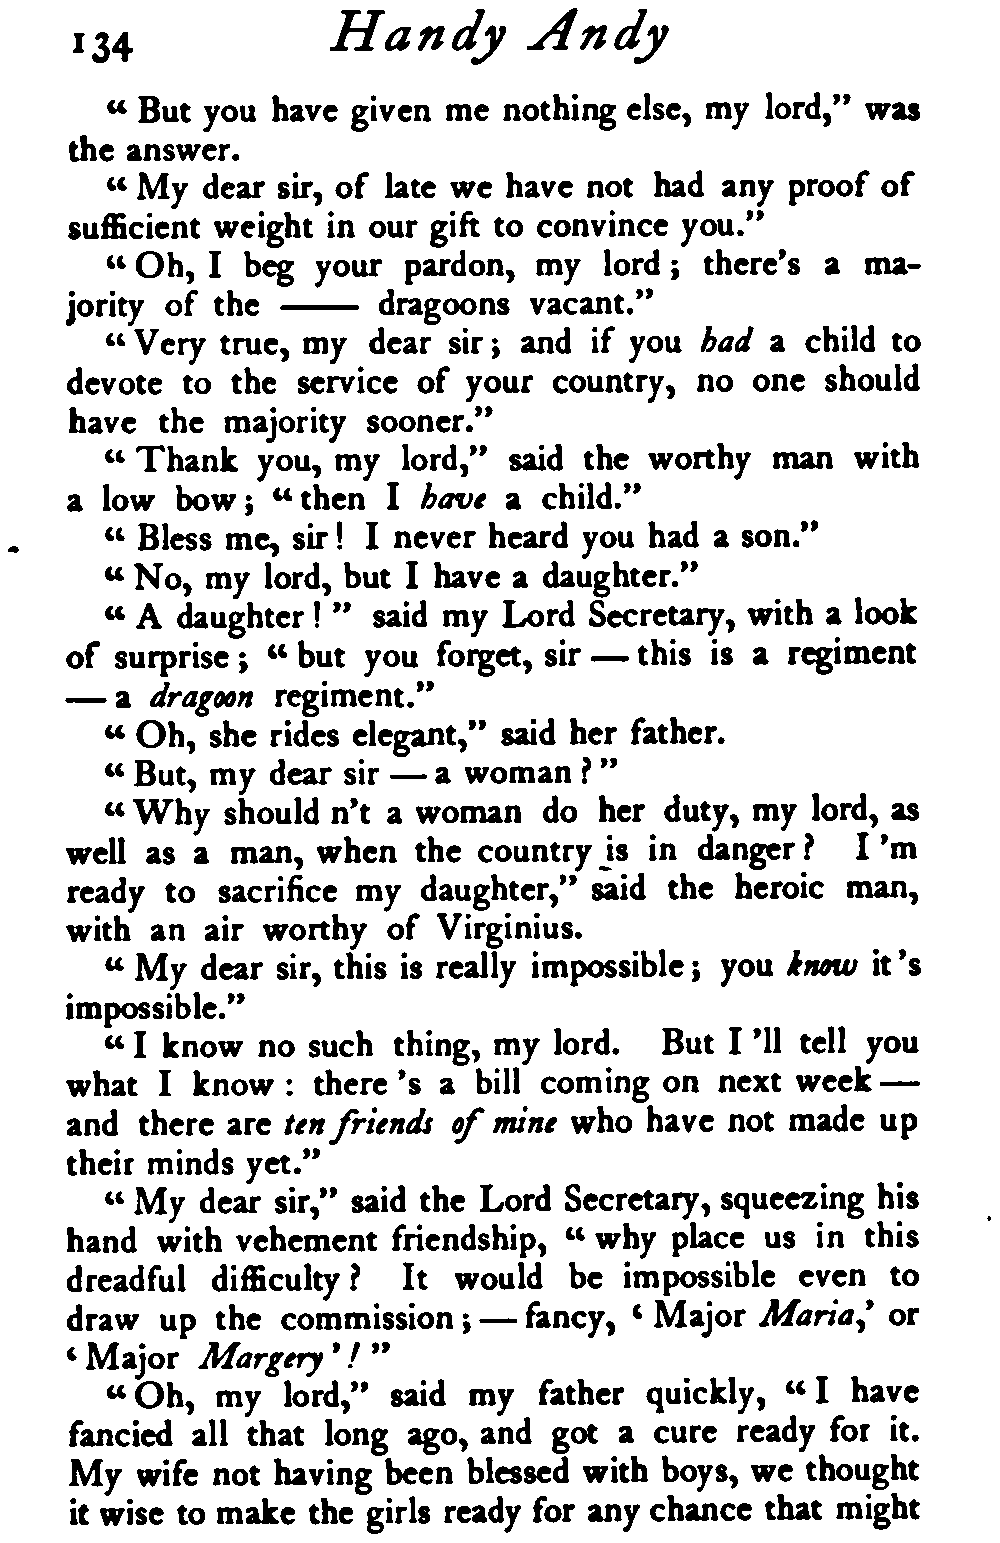 134 Handy Andy
“ But you have given me nothing else, my lord,” was
the answer.
“ My dear sir, of late we have not had any proof of
sufficient weight in our gift to convince you.”
“ Oh, I beg your pardon, my lord ; there’s a ma-
jority of the —— dragoons vacant.”
“ Very true, my dear sir ; and if you had a child to
devote to the service of your country, no one should
have the majority sooner.”
“ Thank you, my lord,” said the worthy man with
a low bow ; “ then I have a child.”
“ Bless me, sir ! I never heard you had a son.”
“ No, my lord, but I have a daughter.”
“ A daughter ! ” said my Lord Secretary, with a look
of surprise ; “ but you forget, sir — this is a regiment
— a dragoon regiment.”
“ Oh, she rides elegant,” said her father.
“ But, my dear sir — a woman ? ”
“ Why should n’t a woman do her duty, my lord, as
well as a man, when the country is in danger ? I ’m
ready to sacrifice my daughter,” said the heroic man,
with an air worthy of Virginius.
“ My dear sir, this is really impossible ; you know it ’s
impossible.”
“ I know no such thing, my lord. But I ’ll tell you
what I know : there ’s a bill coming on next week —
and there are ten friends of mine who have not made up
their minds yet.”
“ My dear sir,” said the Lord Secretary, squeezing his
hand with vehement friendship, “ why place us in this
dreadful difficulty ? It would be impossible even to
draw up the commission ; — fancy, ‘ Major Maria,’ or
‘ Major Margery ’ ! ”
“ Oh, my lord,” said my father quickly, “ I have
fancied all that long ago, and got a cure ready for it.
My wife not having been blessed with boys, we thought
it wise to make the girls ready for any chance that might